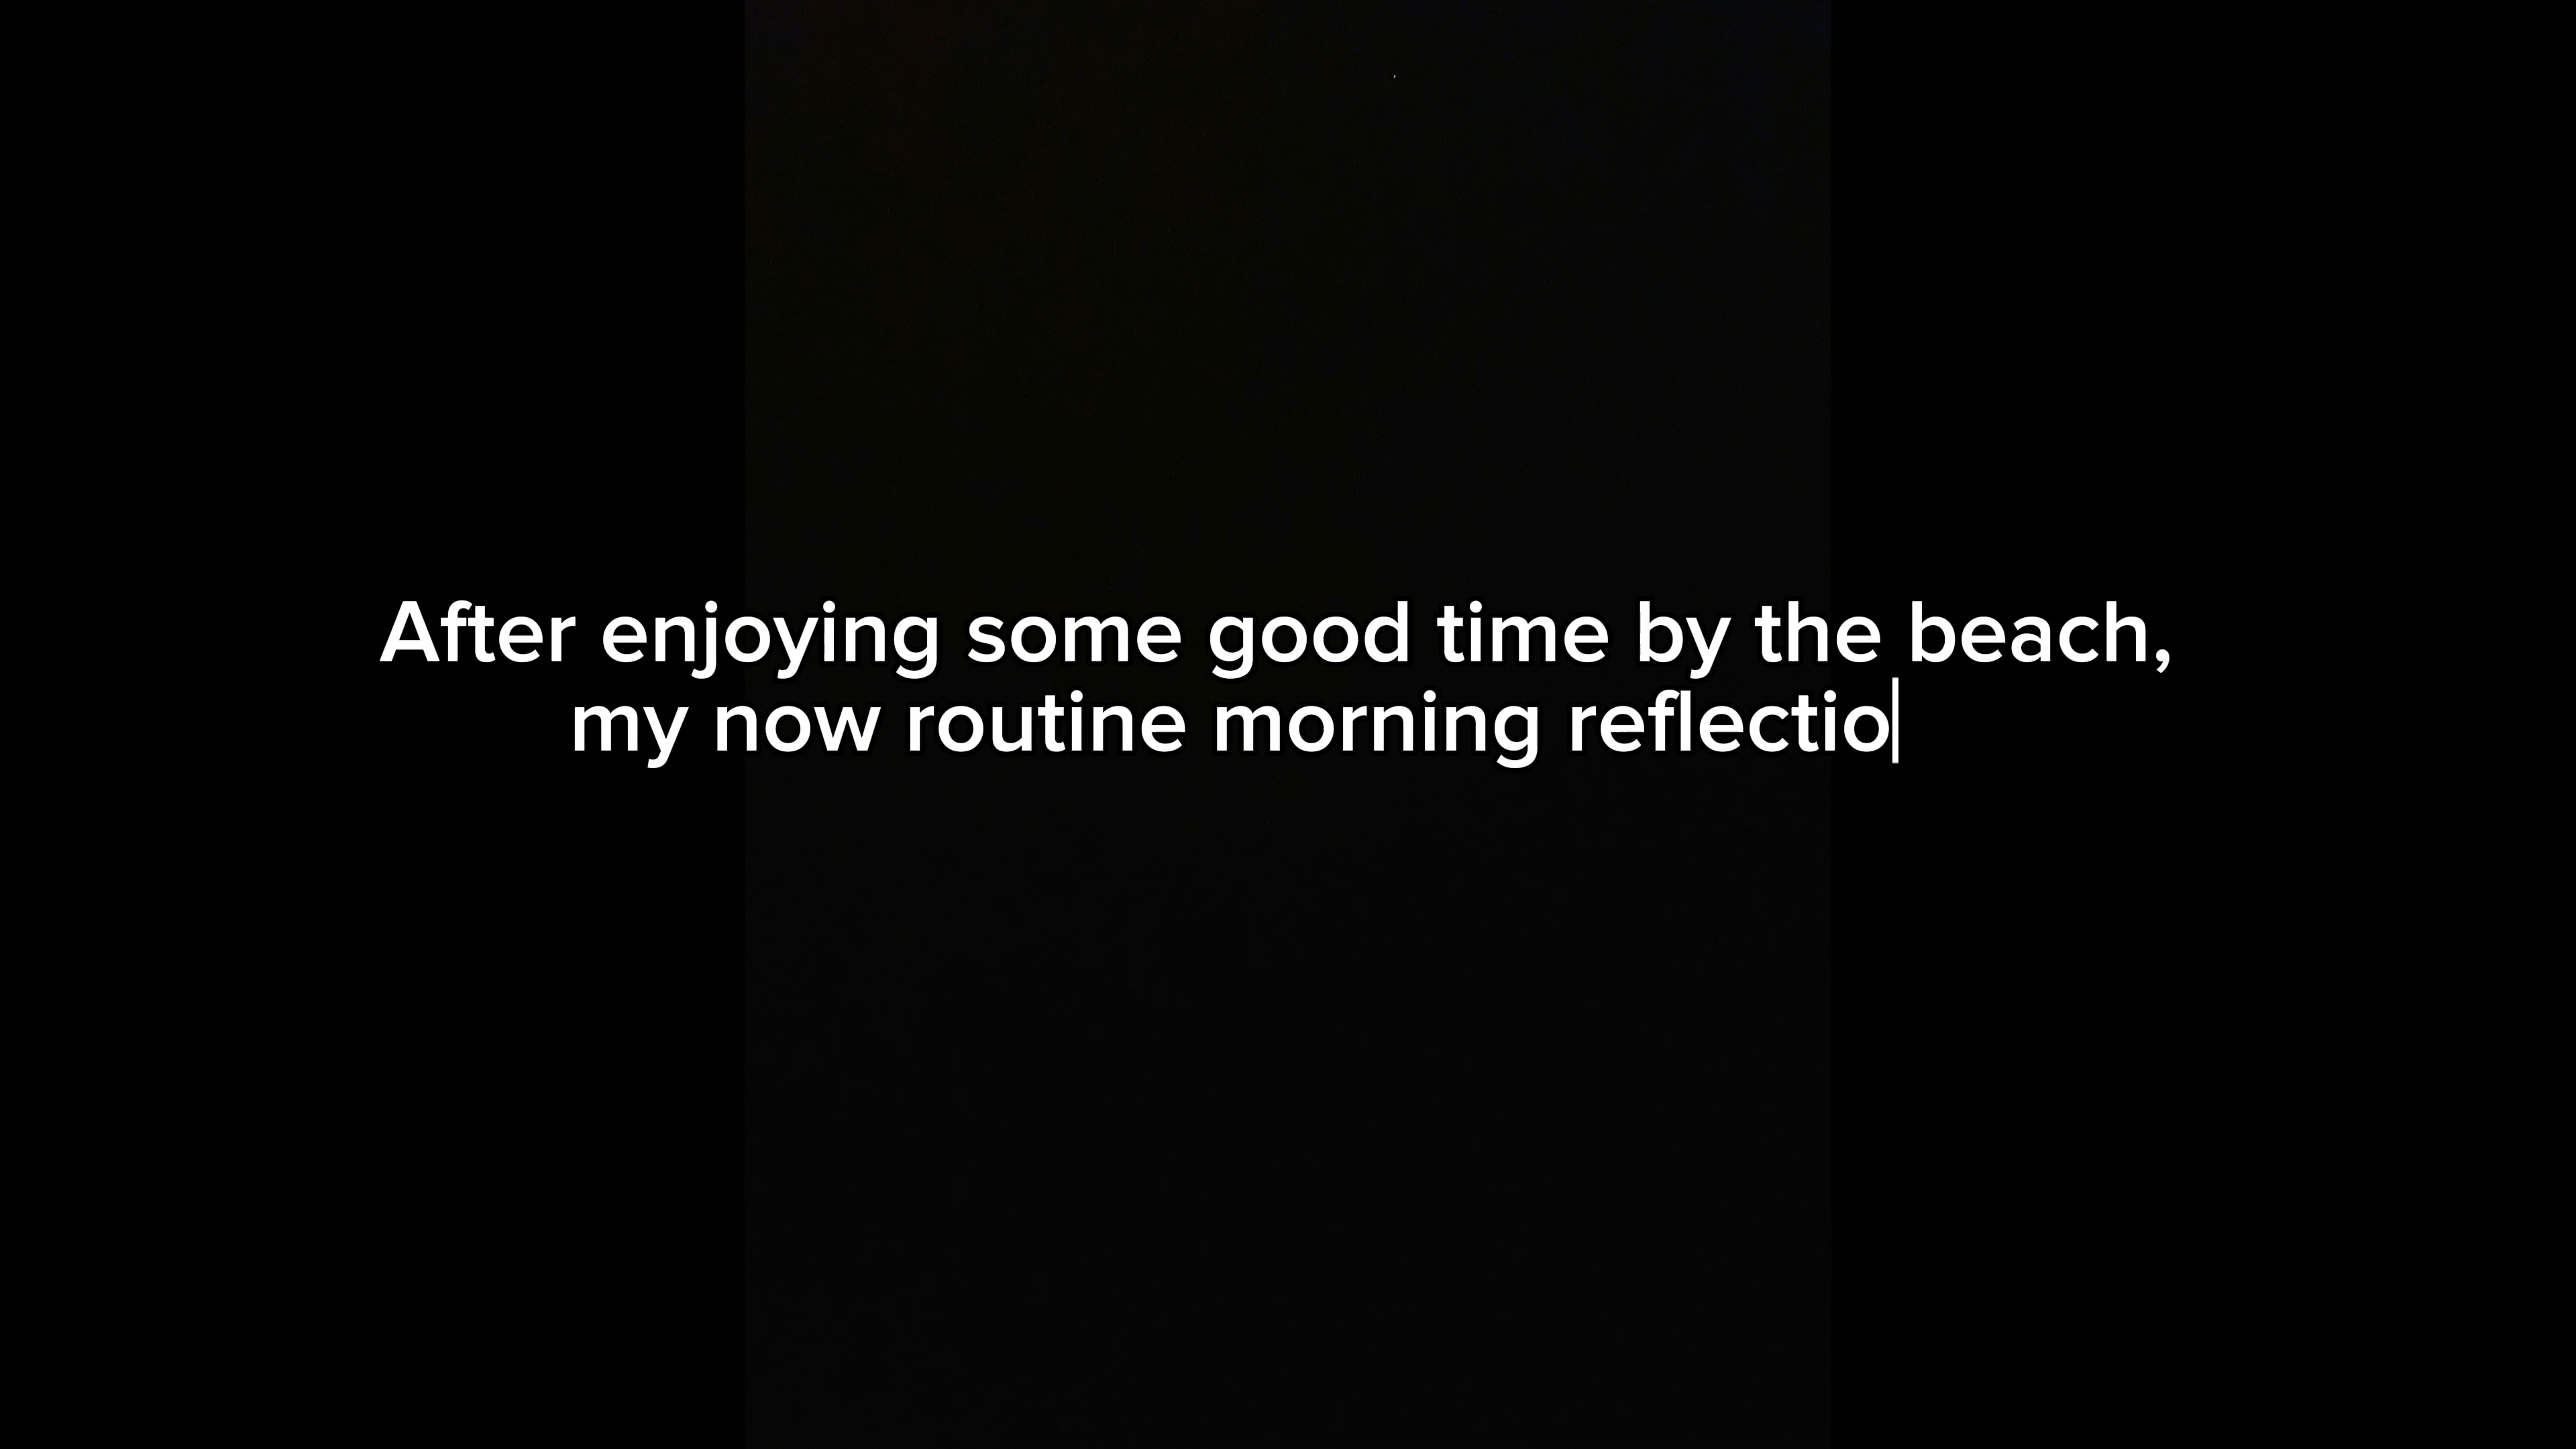 After enjoying some good time by the beach,
my now routine morning reflectio